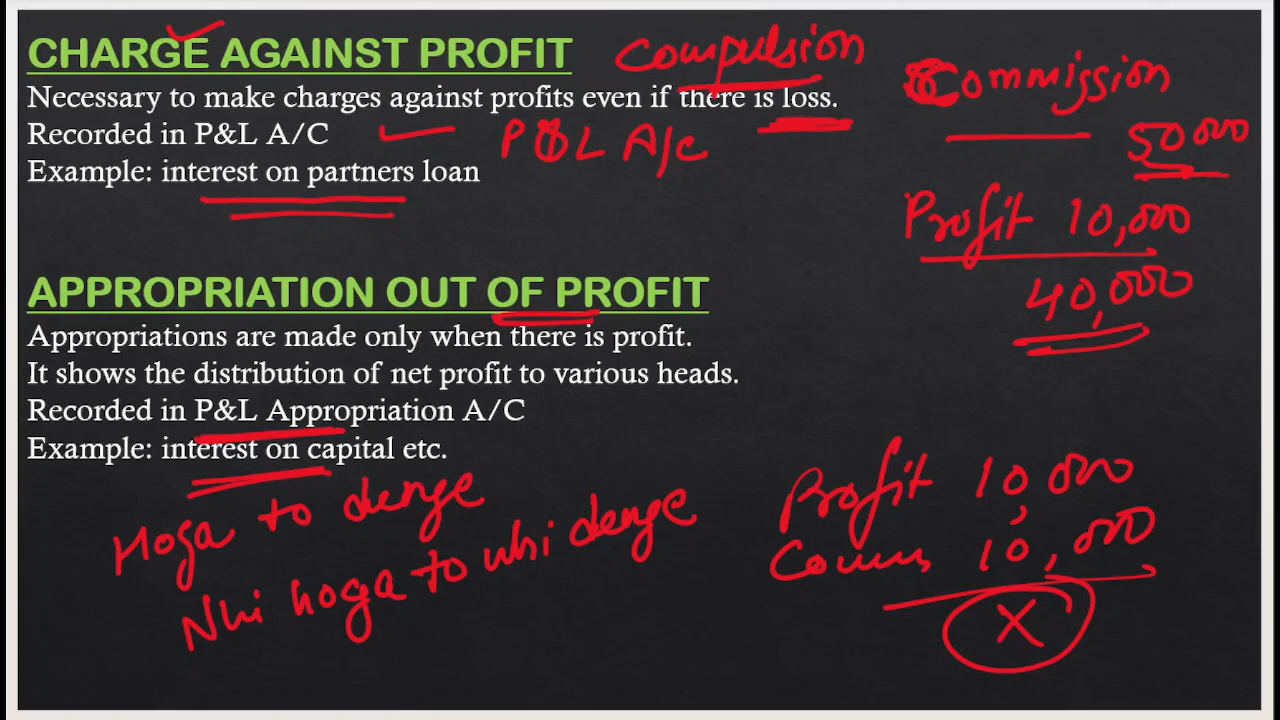 CHARGE AGAINST PROFIT
Compulsion
Necessary to make charges against profits even if there is loss.
Recorded in P&L A/C
P&L A/c
Example: interest on partners loan
Commission
50000
Profit 10,000
40,000
APPROPRIATION OUT OF PROFIT
Appropriations are made only when there is profit.
It shows the distribution of net profit to various heads.
Recorded in P&L Appropriation A/C
Example: interest on capital etc.
Hoga to denge
Nhi hoga to nhi denge
Profit 10,000
Comm 10,000
X